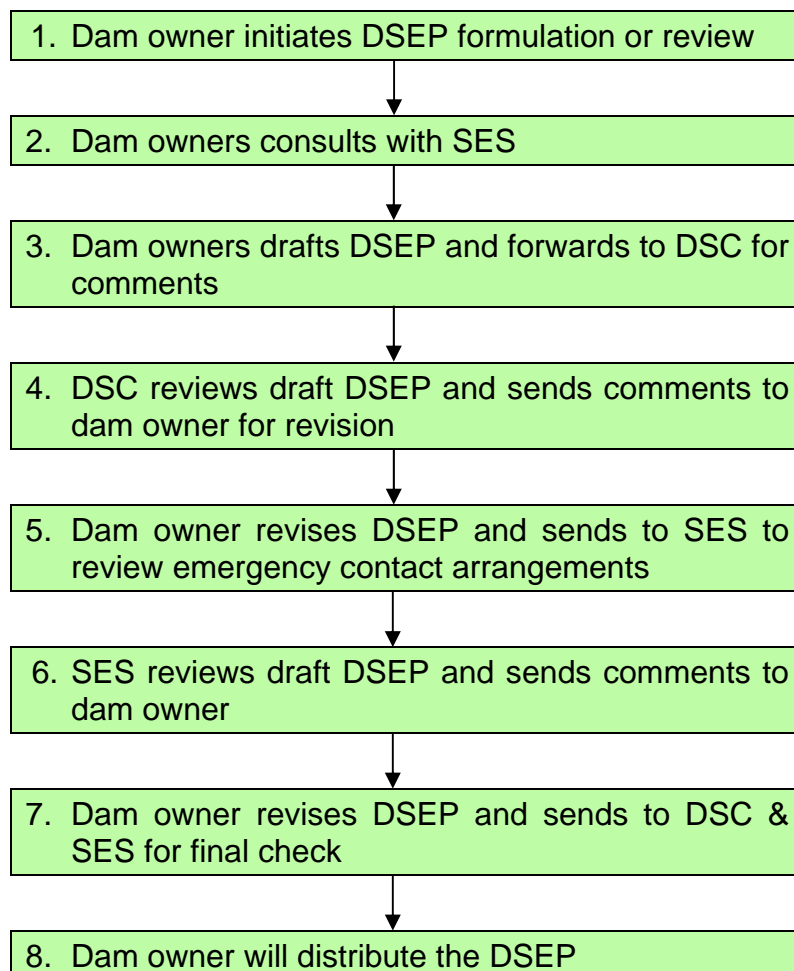 1. Dam owner initiates DSEP formulation or review
2. Dam owners consults with SES
3. Dam owners drafts DSEP and forwards to DSC for
comments
4. DSC reviews draft DSEP and sends comments to
dam owner for revision
5. Dam owner revises DSEP and sends to SES to
review emergency contact arrangements
6. SES reviews draft DSEP and sends comments to
dam owner
7. Dam owner revises DSEP and sends to DSC &
SES for final check
8. Dam owner will distribute the DSEP